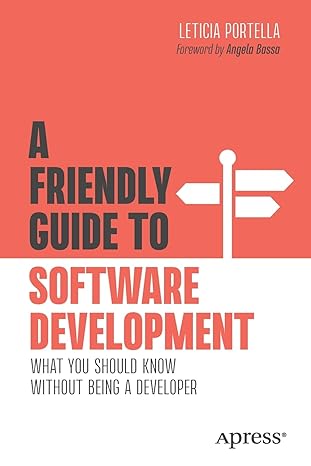 LETICIA PORTELLA
Foreword by Angela Bassa
A
FRIENDLY
GUIDE TO
SOFTWARE
DEVELOPMENT
WHAT YOU SHOULD KNOW
WITHOUT BEING A DEVELOPER
Apress®